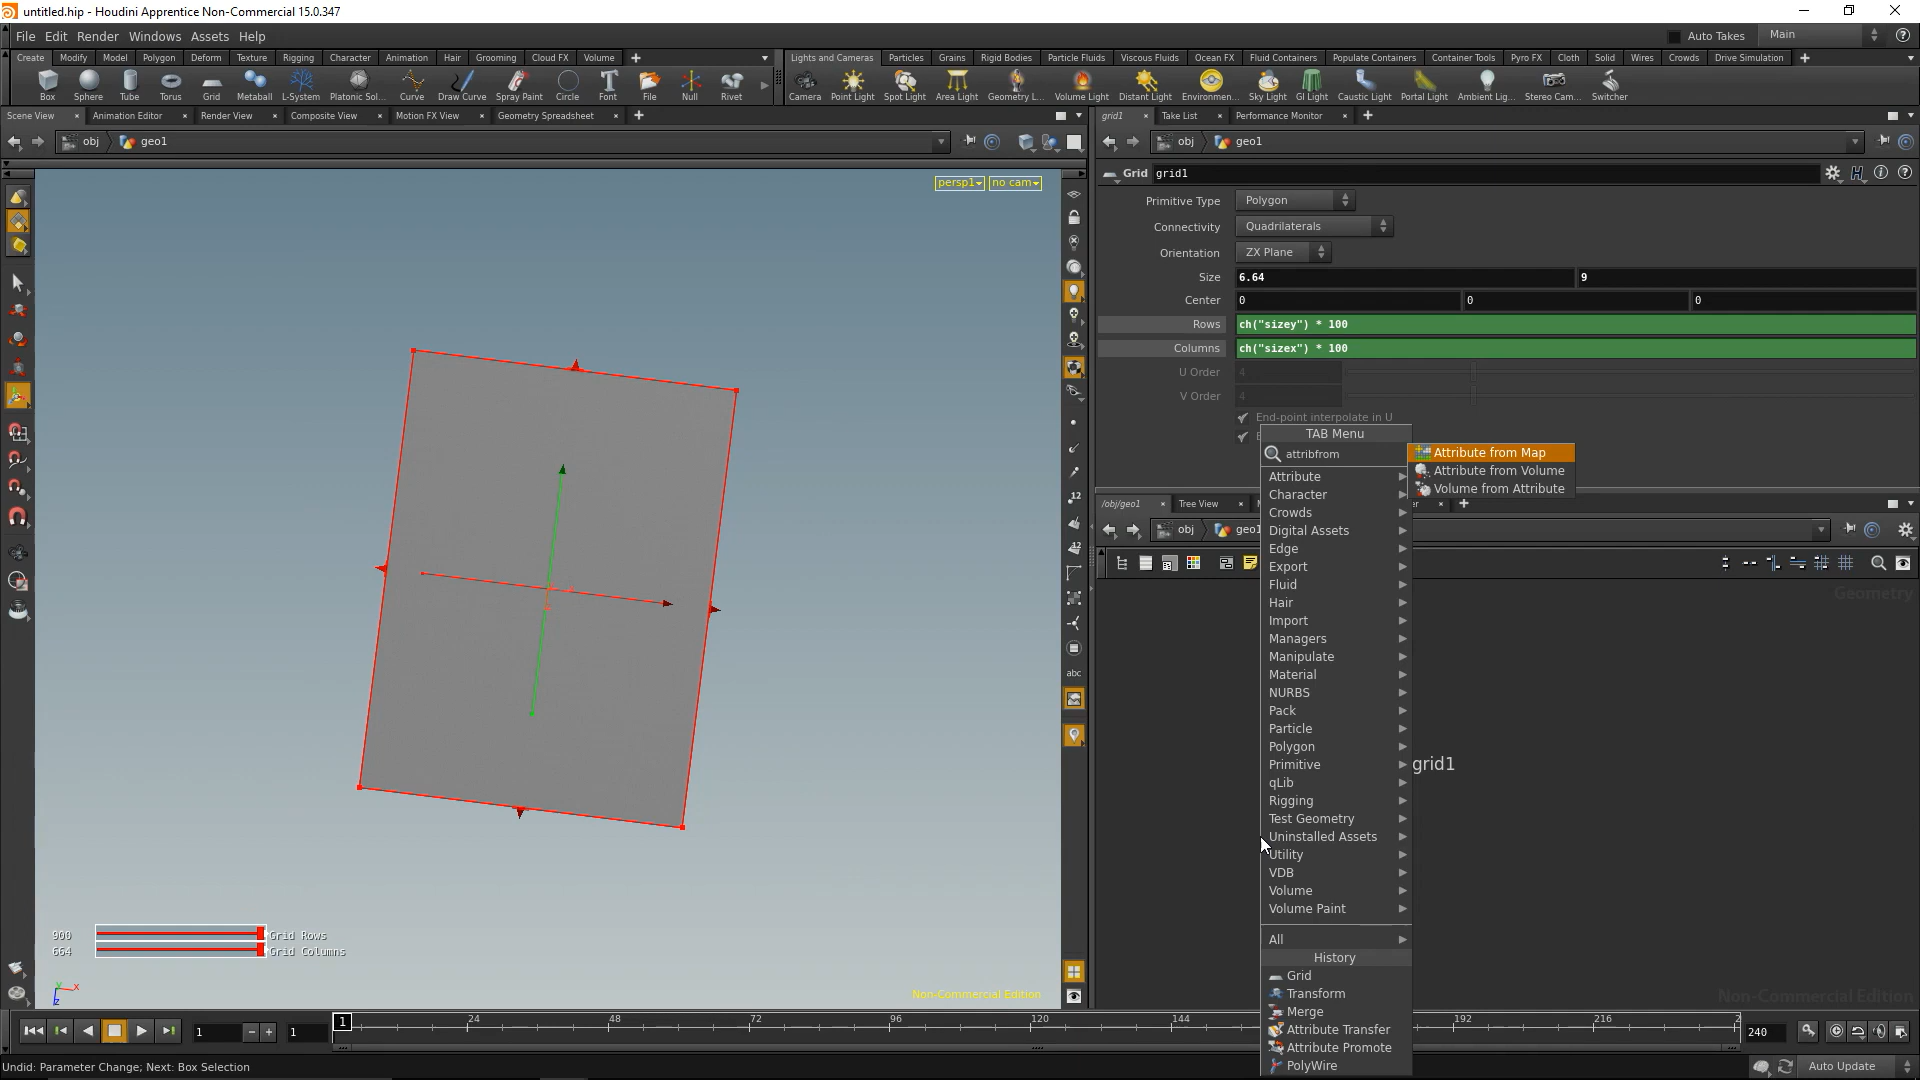 untitled.hip - Houdini Apprentice Non-Commercial 15.0.347
File Edit Render Windows Assets Help
Auto Takes Main
Create Modify Model Polygon Deform Texture Rigging Character Animation Hair Grooming Cloud FX Volume
Lights and Cameras Particles Grains Rigid Bodies Particle Fluids Viscous Fluids Ocean FX Fluid Containers Populate Containers Container Tools Pyro FX Cloth Solid Wires Crowds Drive Simulation
Box Sphere Tube Torus Grid Metaball L-System Platonic Sol... Curve Draw Curve Spray Paint Circle Font File Null Rivet
Camera Point Light Spot Light Area Light Geometry L... Volume Light Distant Light Environmen... Sky Light GI Light Caustic Light Portal Light Ambient Lig... Stereo Cam... Switcher
Scene View Animation Editor Render View Composite View Motion FX View Geometry Spreadsheet
grid1 Take List Performance Monitor
obj geo1
obj geo1
persp1 no cam
Grid grid1
Primitive Type Polygon
Connectivity Quadrilaterals
Orientation ZX Plane
Size 6.64 9
Center 0 0 0
Rows ch("sizey") * 100
Columns ch("sizex") * 100
U Order 4
V Order 4
End-point interpolate in U
TAB Menu
attribfrom
Attribute from Map
Attribute from Volume
Volume from Attribute
/obj/geo1 Tree View
obj geo1
Attribute
Character
Crowds
Digital Assets
Edge
Export
Fluid
Hair
Import
Managers
Manipulate
Material
NURBS
Pack
Particle
Polygon
Primitive
qLib
Rigging
Test Geometry
Uninstalled Assets
Utility
VDB
Volume
Volume Paint
All
History
Grid
Transform
Merge
Attribute Transfer
Attribute Promote
PolyWire
12
12
abc
Geometry
grid1
Non-Commercial Edition
900 Grid Rows
664 Grid Columns
y x
z
Non-Commercial Edition
1 1 1 24 48 72 96 120 144 192 216 2 240
Undid: Parameter Change; Next: Box Selection
Auto Update